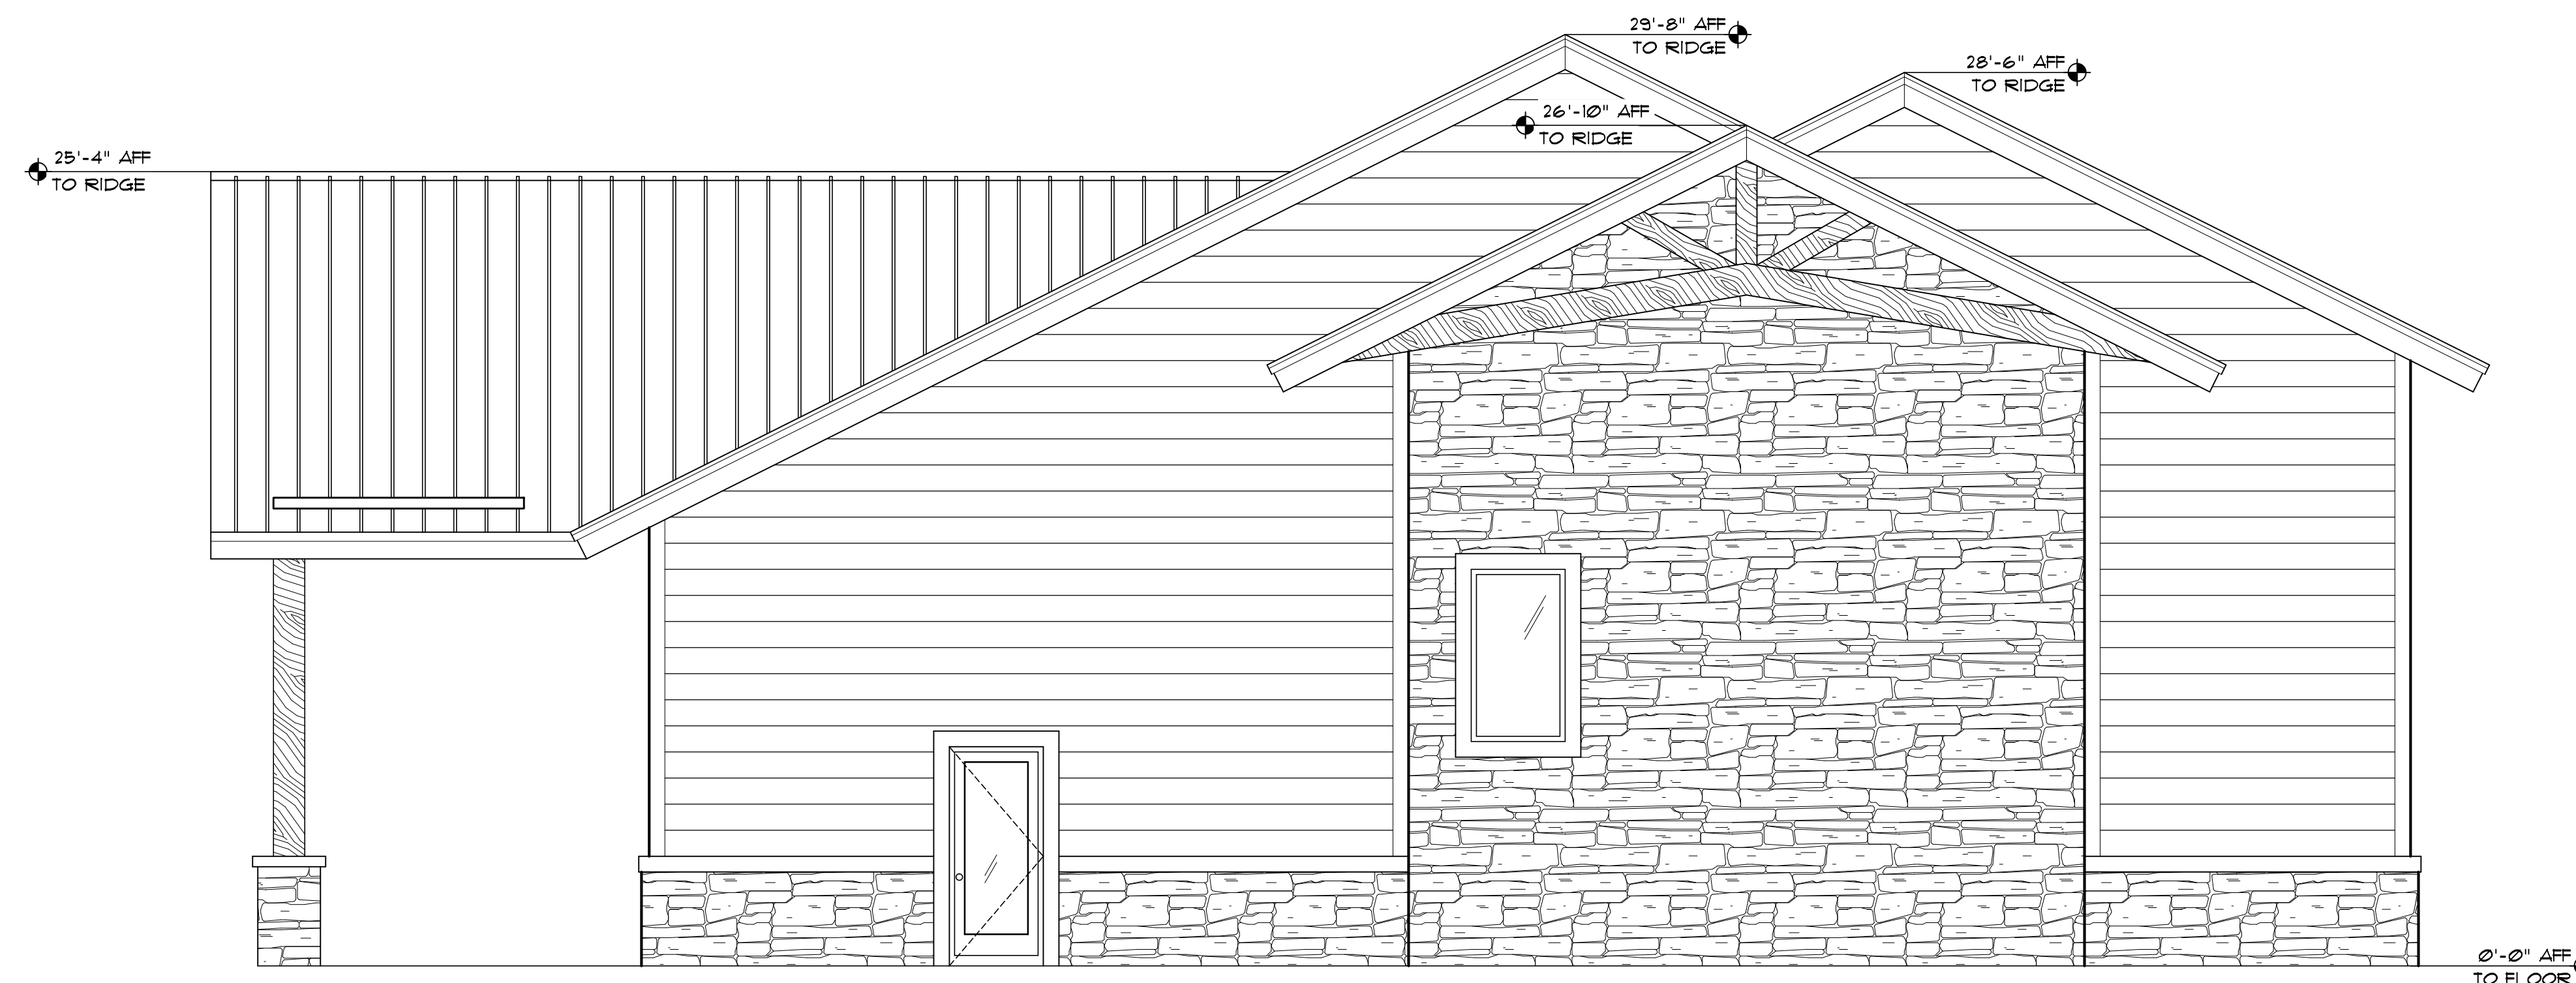 29'-8" AFF
TO RIDGE
28'-6" AFF
TO RIDGE
26'-10" AFF
TO RIDGE
25'-4" AFF
TO RIDGE
0'-0" AFF
TO FLOOR